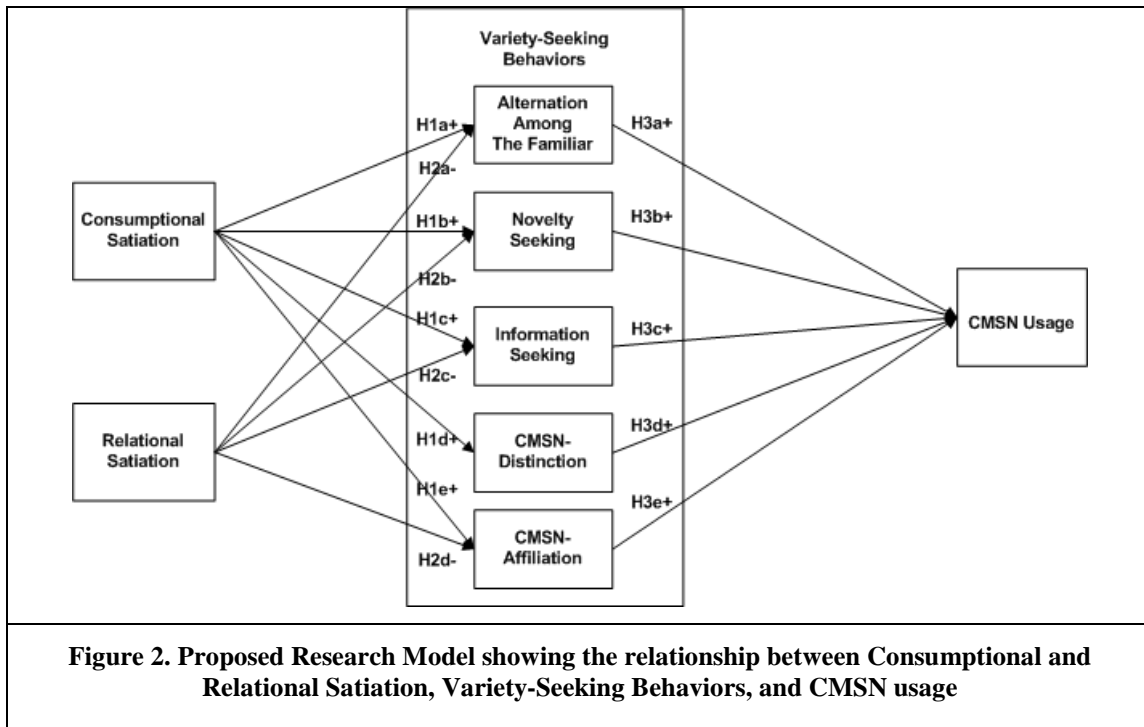 Variety-Seeking
Behaviors
Alternation
Among
The Familiar
H1a+
H3a+
H2a-
Consumptional
Satiation
H1b+
Novelty
Seeking
H3b+
H2b-
H1c+
Information
Seeking
H3c+
CMSN Usage
H2c-
Relational
Satiation
H1d+
CMSN-
Distinction
H3d+
H1e+
H3e+
CMSN-
Affiliation
H2d-
Figure 2. Proposed Research Model showing the relationship between Consumptional and
Relational Satiation, Variety-Seeking Behaviors, and CMSN usage